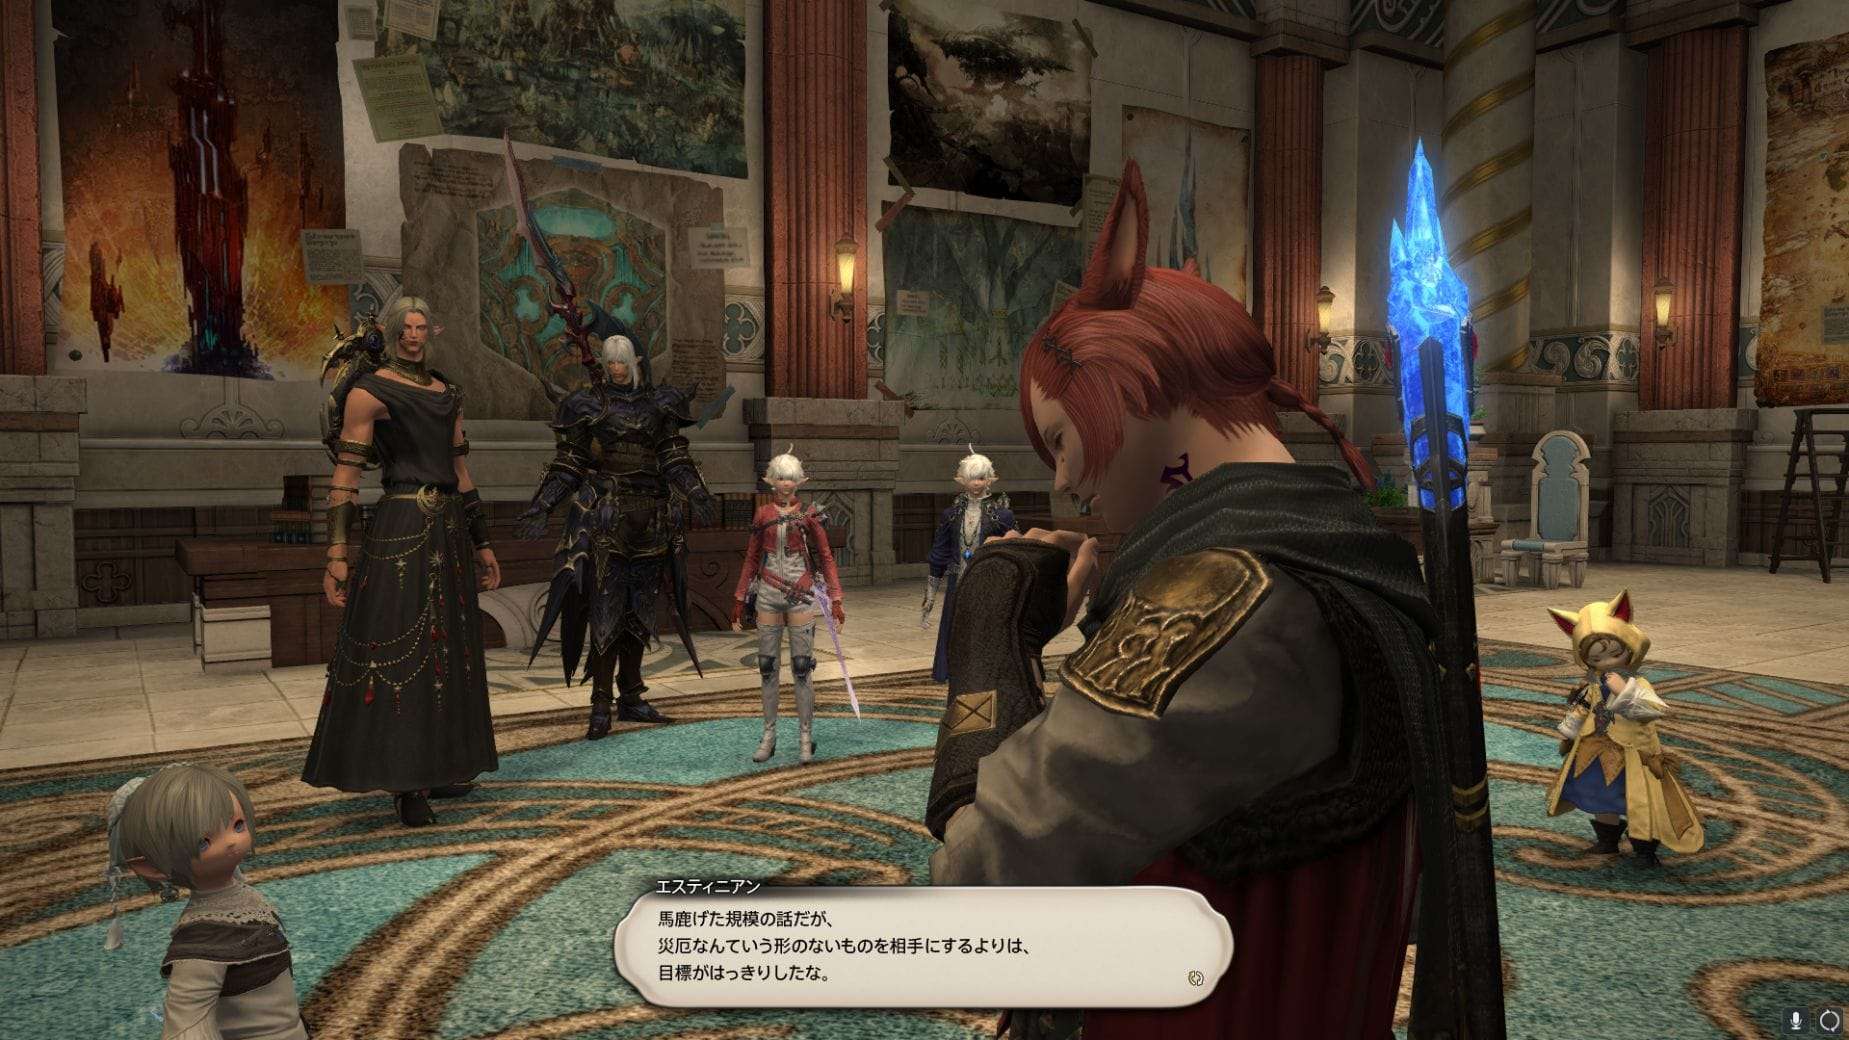 エスティニアン
馬鹿げた規模の話だが、
災厄なんていう形のないものを相手にするよりは、
目標がはっきりしたな。